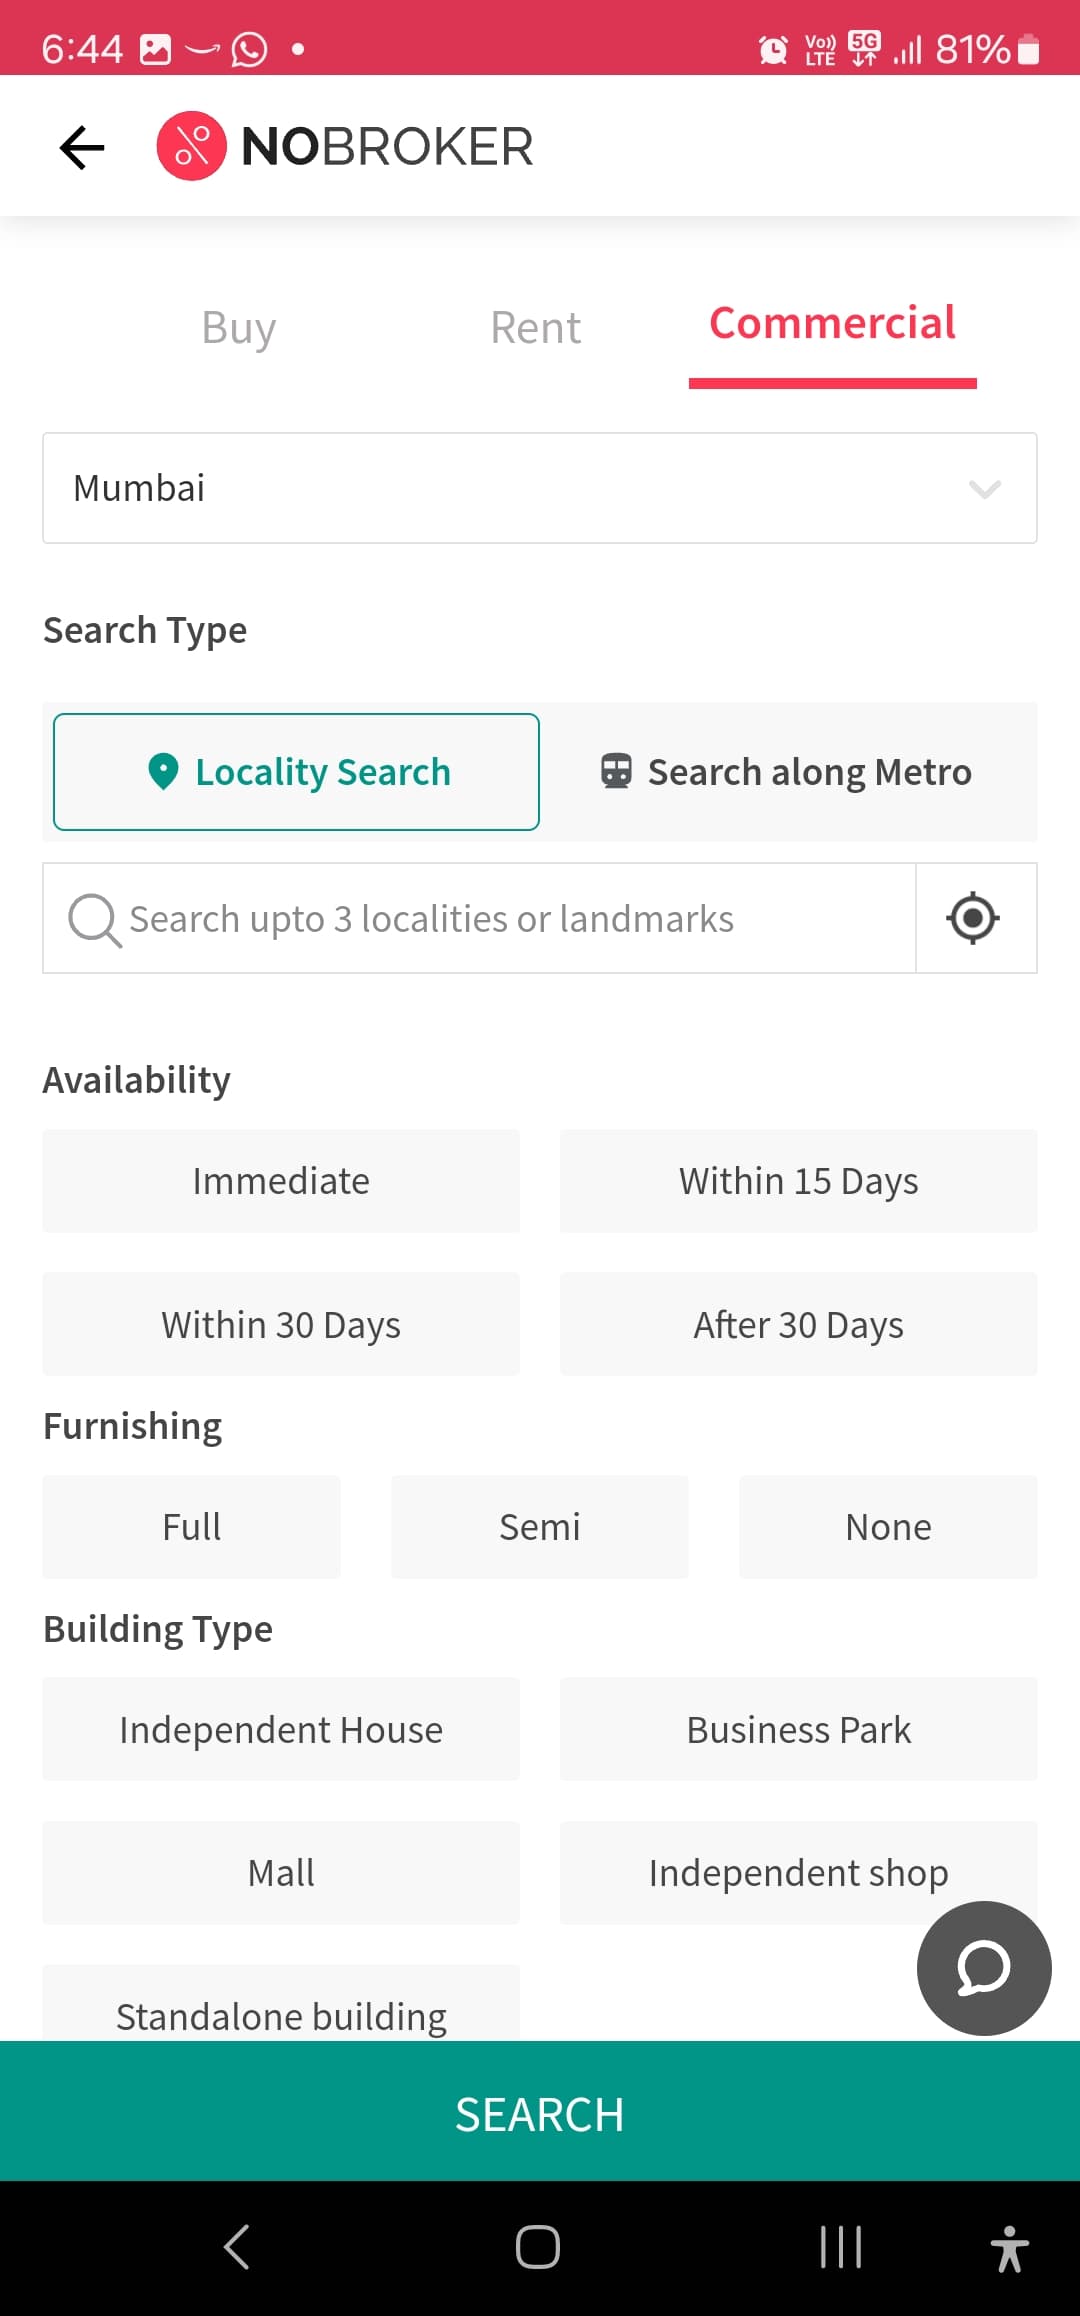 6:44 Vo)) LTE 5G 81%
NOBROKER
Buy Rent Commercial
Mumbai
Search Type
Locality Search Search along Metro
Search upto 3 localities or landmarks
Availability
Immediate Within 15 Days
Within 30 Days After 30 Days
Furnishing
Full Semi None
Building Type
Independent House Business Park
Mall Independent shop
Standalone building
SEARCH